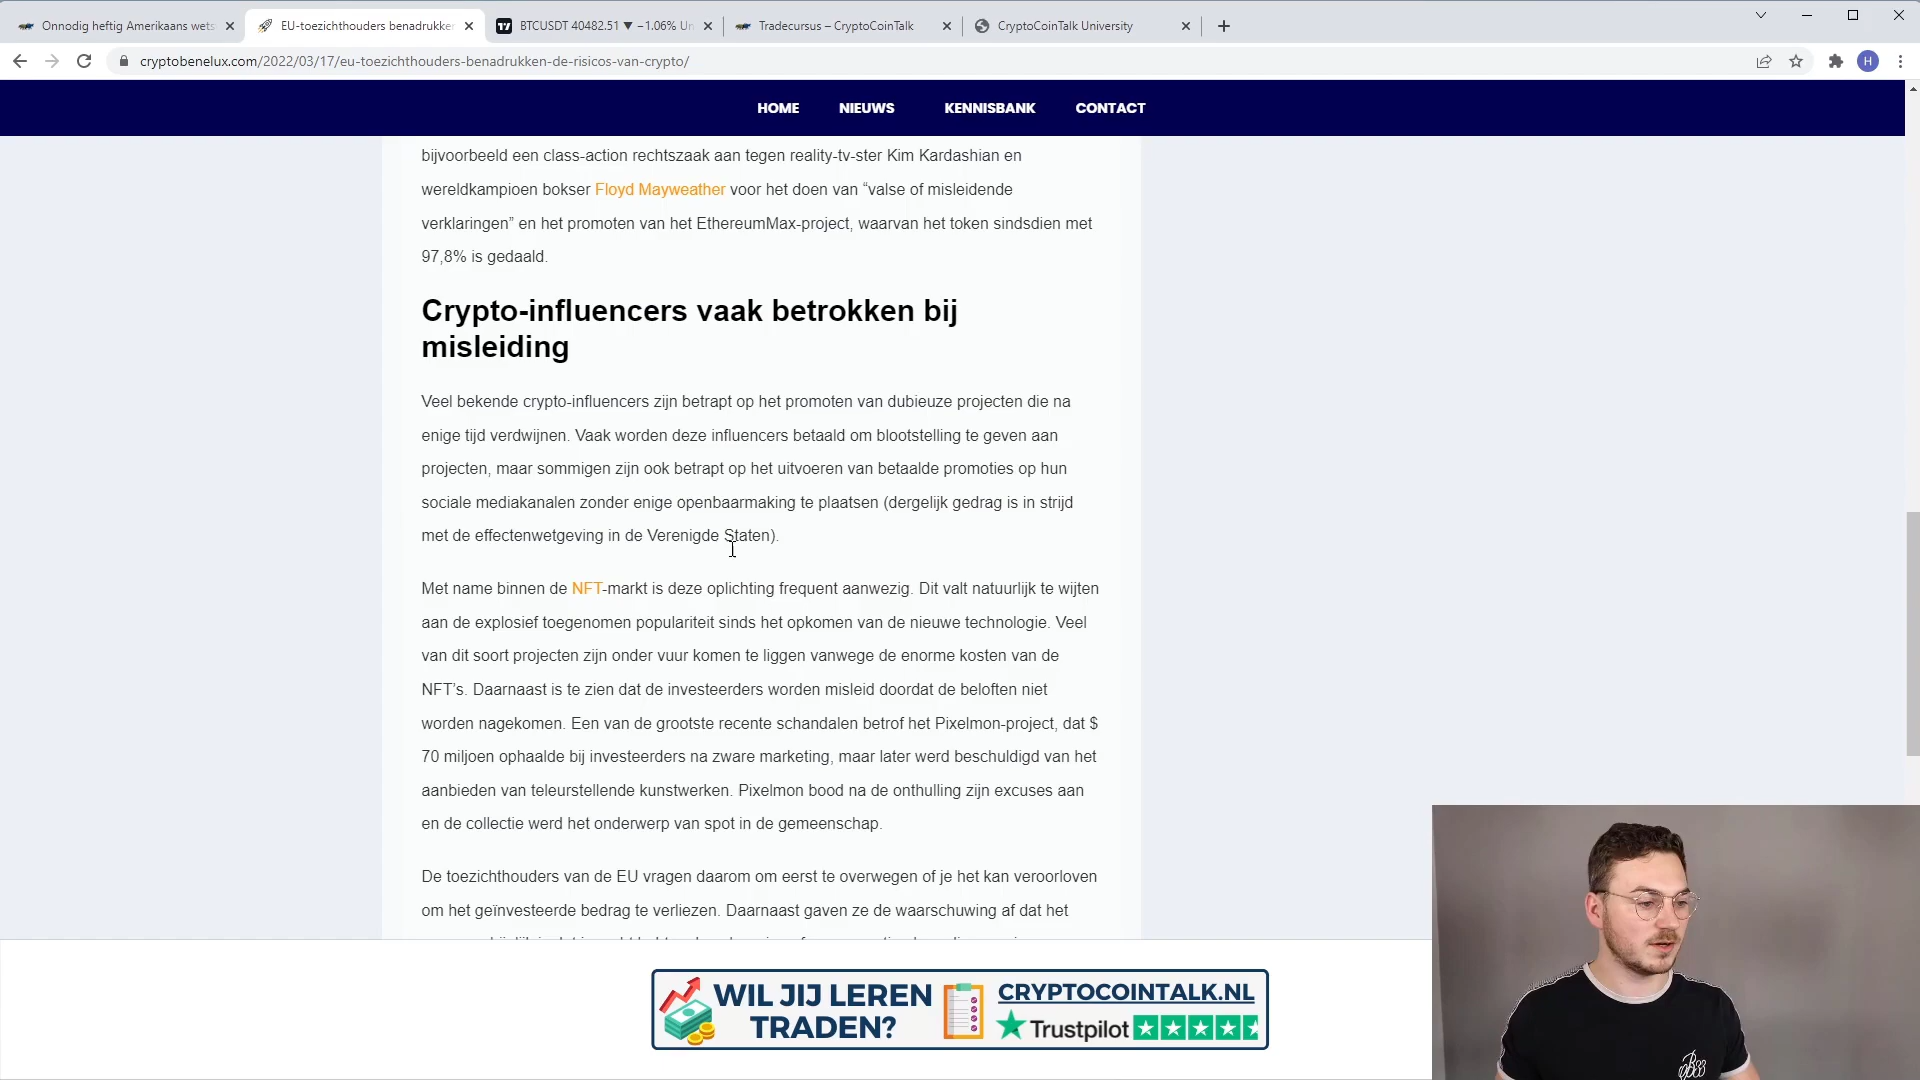 Onnodig heftig Amerikaans wets
EU-toezichthouders benadrukken
BTCUSDT 40482.51 ▼ −1.06% Un
Tradecursus – CryptoCoinTalk
CryptoCoinTalk University
cryptobenelux.com/2022/03/17/eu-toezichthouders-benadrukken-de-risicos-van-crypto/
H
HOME NIEUWS KENNISBANK CONTACT
bijvoorbeeld een class-action rechtszaak aan tegen reality-tv-ster Kim Kardashian en
wereldkampioen bokser Floyd Mayweather voor het doen van “valse of misleidende
verklaringen” en het promoten van het EthereumMax-project, waarvan het token sindsdien met
97,8% is gedaald.
Crypto-influencers vaak betrokken bij
misleiding
Veel bekende crypto-influencers zijn betrapt op het promoten van dubieuze projecten die na
enige tijd verdwijnen. Vaak worden deze influencers betaald om blootstelling te geven aan
projecten, maar sommigen zijn ook betrapt op het uitvoeren van betaalde promoties op hun
sociale mediakanalen zonder enige openbaarmaking te plaatsen (dergelijk gedrag is in strijd
met de effectenwetgeving in de Verenigde Staten).
Met name binnen de NFT-markt is deze oplichting frequent aanwezig. Dit valt natuurlijk te wijten
aan de explosief toegenomen populariteit sinds het opkomen van de nieuwe technologie. Veel
van dit soort projecten zijn onder vuur komen te liggen vanwege de enorme kosten van de
NFT’s. Daarnaast is te zien dat de investeerders worden misleid doordat de beloften niet
worden nagekomen. Een van de grootste recente schandalen betrof het Pixelmon-project, dat $
70 miljoen ophaalde bij investeerders na zware marketing, maar later werd beschuldigd van het
aanbieden van teleurstellende kunstwerken. Pixelmon bood na de onthulling zijn excuses aan
en de collectie werd het onderwerp van spot in de gemeenschap.
De toezichthouders van de EU vragen daarom om eerst te overwegen of je het kan veroorloven
om het geïnvesteerde bedrag te verliezen. Daarnaast gaven ze de waarschuwing af dat het
WIL JIJ LEREN
TRADEN?
CRYPTOCOINTALK.NL
Trustpilot